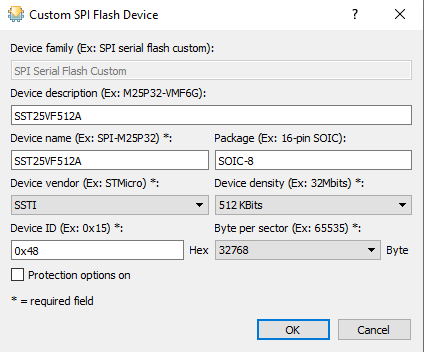 Custom SPI Flash Device
Device family (Ex: SPI serial flash custom):
SPI Serial Flash Custom
Device description (Ex: M25P32-VMF6G):
SST25VF512A
Device name (Ex: SPI-M25P32) *: Package (Ex: 16-pin SOIC):
SST25VF512A SOIC-8
Device vendor (Ex: STMicro) *: Device density (Ex: 32Mbits) *:
SSTI 512 KBits
Device ID (Ex: 0x15) *: Byte per sector (Ex: 65535) *:
0x48 Hex 32768 Byte
Protection options on
* = required field
OK Cancel